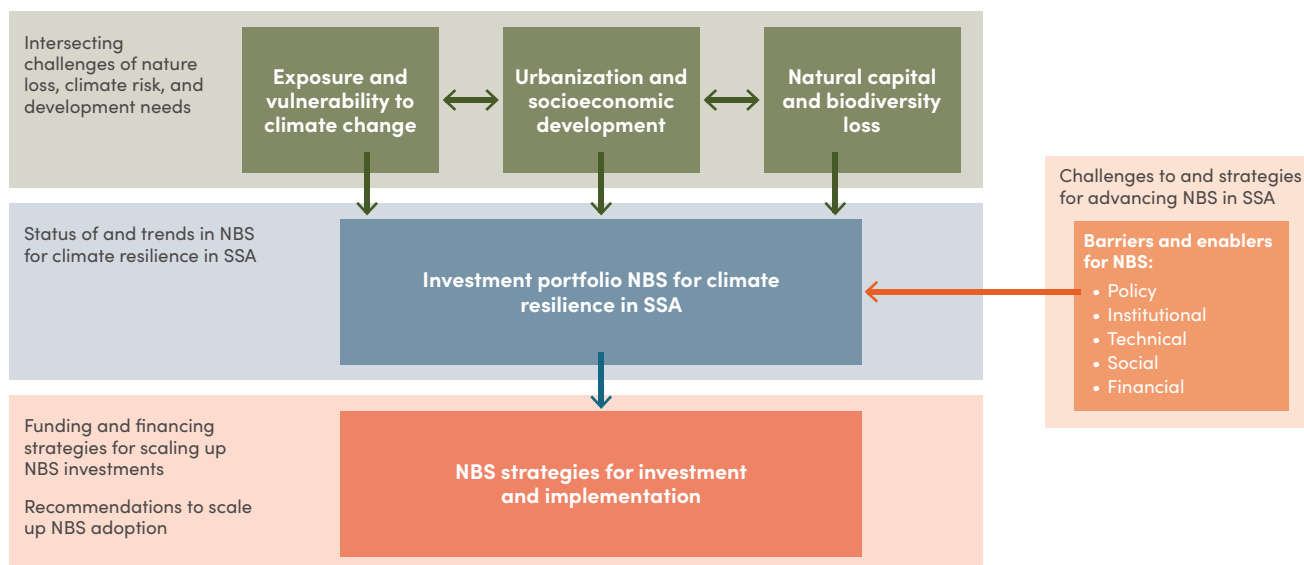 Intersecting
challenges of nature
loss, climate risk, and
development needs
Exposure and
vulnerability to
climate change
Urbanization and
socioeconomic
development
Natural capital
and biodiversity
loss
Challenges to and strategies
for advancing NBS in SSA
Barriers and enablers
for NBS:
• Policy
• Institutional
• Technical
• Social
• Financial
Status of and trends in NBS
for climate resilience in SSA
Investment portfolio NBS for climate
resilience in SSA
Funding and financing
strategies for scaling up
NBS investments
Recommendations to scale
up NBS adoption
NBS strategies for investment
and implementation